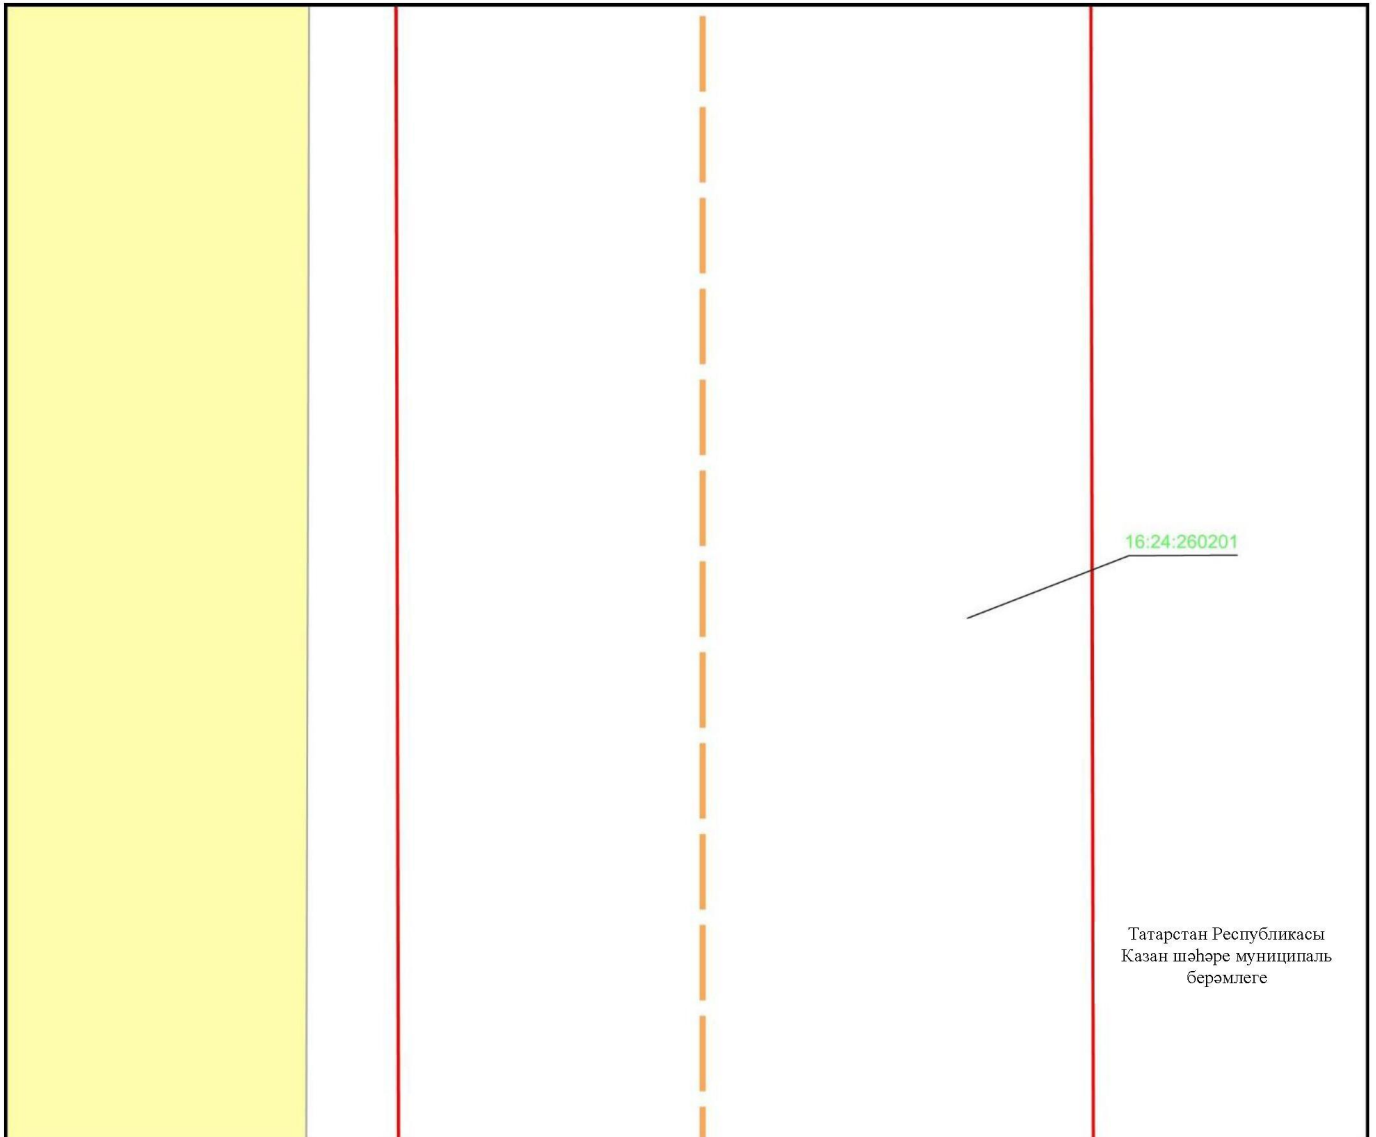 16:24:260201
Татарстан Республикасы
Казан шәһәре муниципаль
берәмлеге